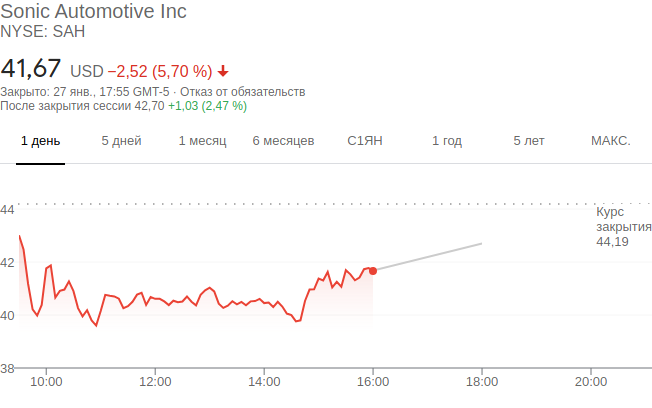 Sonic Automotive Inc
NYSE: SAH
41,67 USD −2,52 (5,70 %)
Закрыто: 27 янв., 17:55 GMT-5 · Отказ от обязательств
После закрытия сессии 42,70 +1,03 (2,47 %)
1 день 5 дней 1 месяц 6 месяцев С1ЯН 1 год 5 лет МАКС.
44
Курс
закрытия
44,19
42
40
38
10:00 12:00 14:00 16:00 18:00 20:00